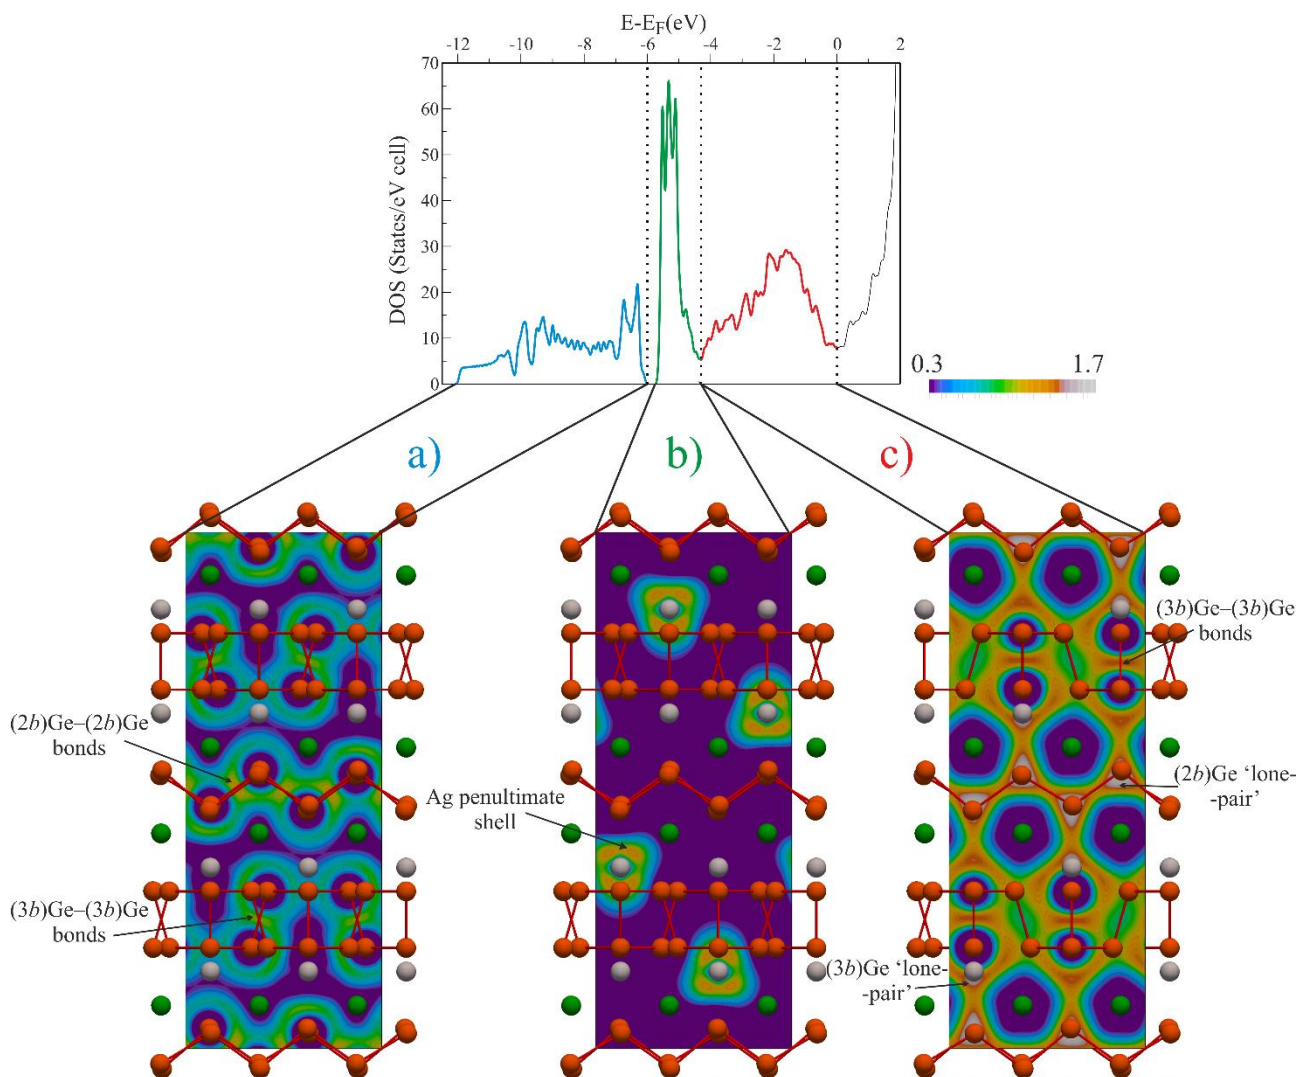 E-EF(eV)
-12 -10 -8 -6 -4 -2 0 2
70
60
50
40
30
20
10
0
DOS (States/eV cell)
0.3 1.7
a) b) c)
(3b)Ge–(3b)Ge
bonds
(2b)Ge–(2b)Ge
bonds
(2b)Ge ‘lone-
-pair’
Ag penultimate
shell
(3b)Ge–(3b)Ge
bonds
(3b)Ge ‘lone-
-pair’